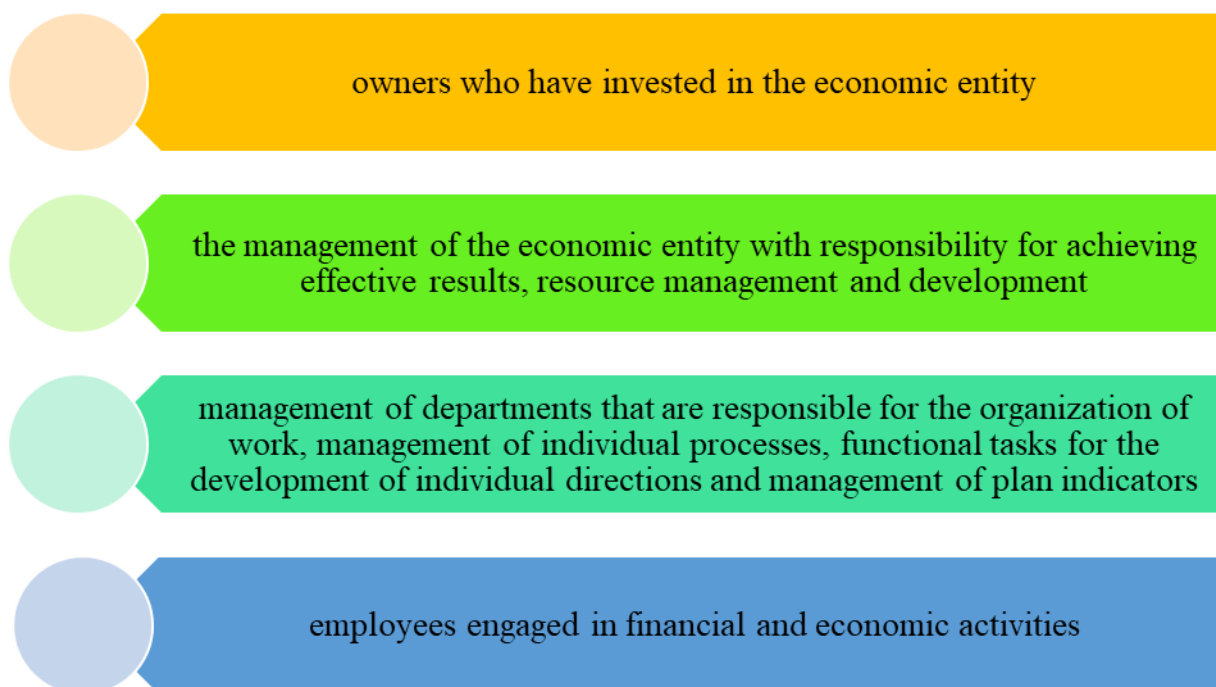 owners who have invested in the economic entity
the management of the economic entity with responsibility for achieving
effective results, resource management and development
management of departments that are responsible for the organization of
work, management of individual processes, functional tasks for the
development of individual directions and management of plan indicators
employees engaged in financial and economic activities